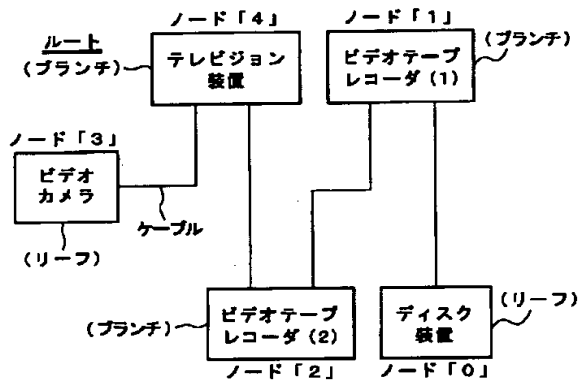 ノード「4」
ルート
(ブランチ)
テレビジョン
装置
ノード「1」
(ブランチ)
ビデオテープ
レコーダ(1)
ノード「3」
ビデオ
カメラ
(リーフ)
ケーブル
(ブランチ)
ビデオテープ
レコーダ(2)
ノード「2」
(リーフ)
ディスク
装置
ノード「0」